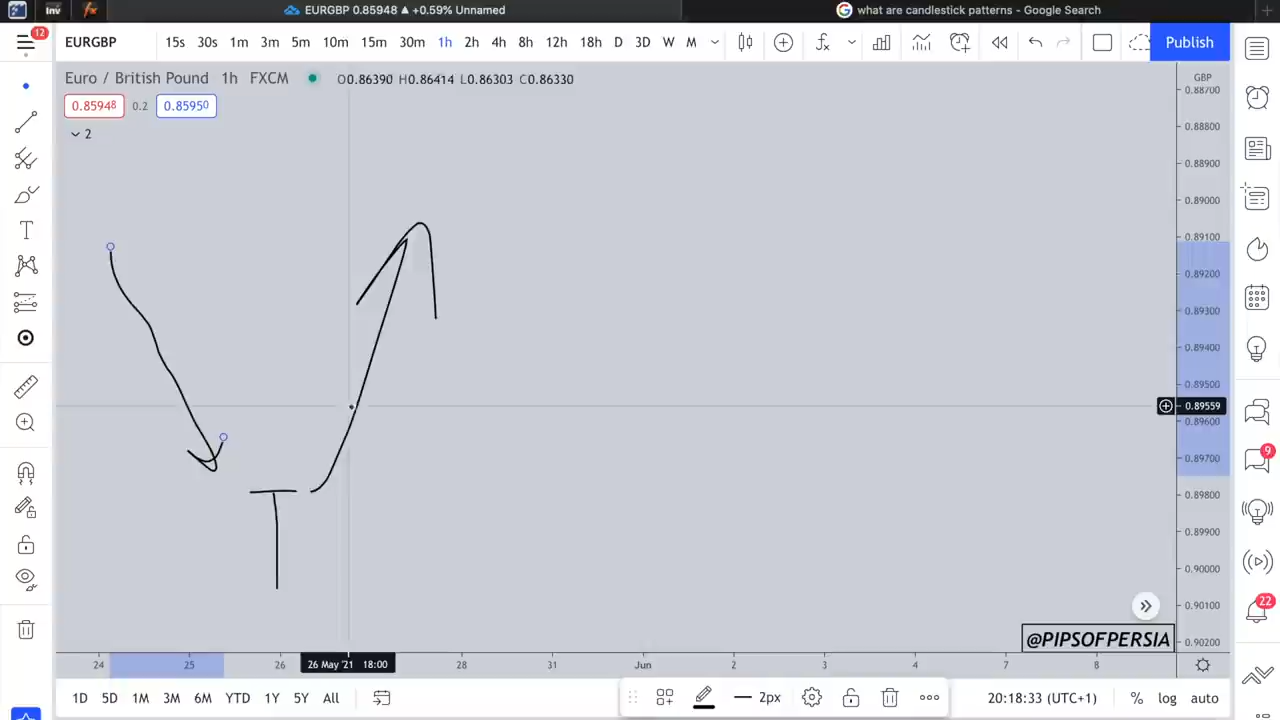 EURGBP 0.85948 ▲ +0.59% Unnamed
what are candlestick patterns - Google Search
Inv
12
EURGBP
15s 30s 1m 3m 5m 10m 15m 30m 1h 2h 4h 8h 12h 18h D 3D W M
Publish
Euro / British Pound 1h FXCM O0.86390 H0.86414 L0.86303 C0.86330
GBP
0.85948 0.2 0.85950
2
0.88700
0.88800
0.88900
0.89000
0.89100
0.89200
0.89300
0.89400
0.89500
0.89559
0.89600
0.89700
0.89800
0.89900
0.90000
0.90100
0.90200
9
22
@PIPSOFPERSIA
24 25 26 26 May '21 18:00 28 31 Jun 2 3 4 7 8
1D 5D 1M 3M 6M YTD 1Y 5Y All
2px
20:18:33 (UTC+1) % log auto